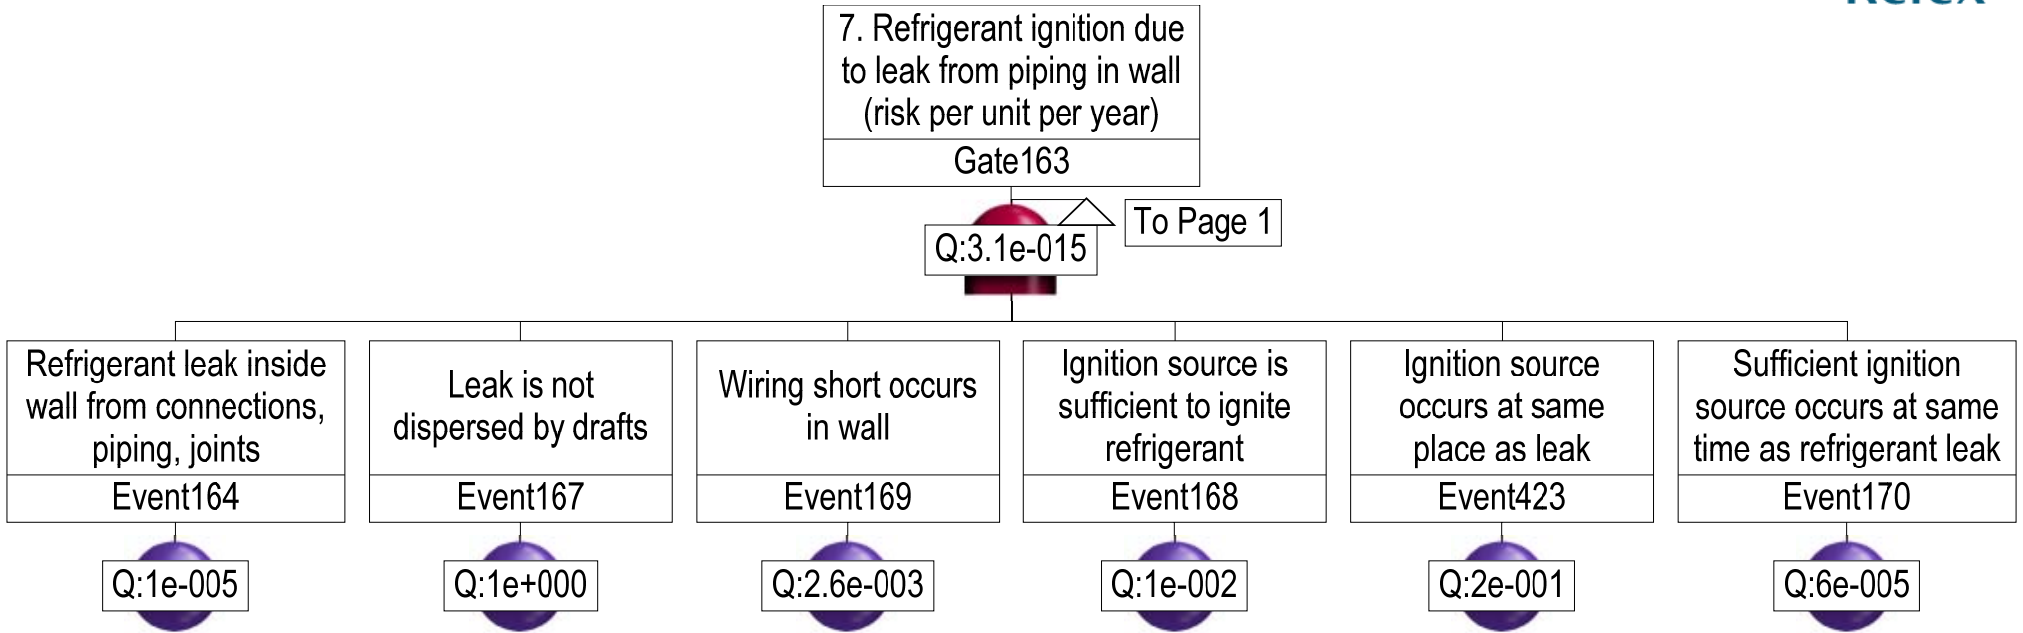 7. Refrigerant ignition due
to leak from piping in wall
(risk per unit per year)
Gate163
To Page 1
Q:3.1e-015
Refrigerant leak inside
wall from connections,
piping, joints
Event164
Q:1e-005
Leak is not
dispersed by drafts
Event167
Q:1e+000
Wiring short occurs
in wall
Event169
Q:2.6e-003
Ignition source is
sufficient to ignite
refrigerant
Event168
Q:1e-002
Ignition source
occurs at same
place as leak
Event423
Q:2e-001
Sufficient ignition
source occurs at same
time as refrigerant leak
Event170
Q:6e-005